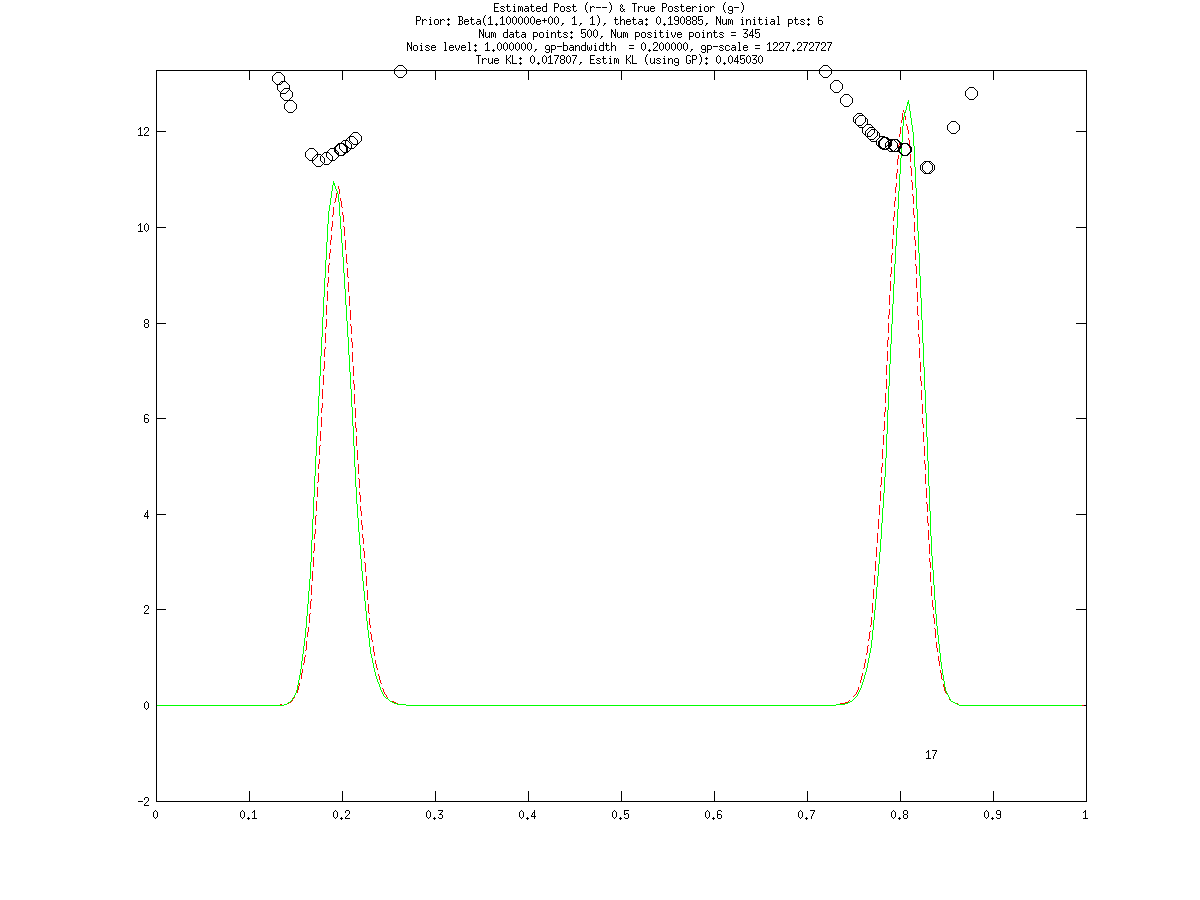 Estimated Post (r--) & True Posterior (g-)
Prior: Beta(1.100000e+00, 1, 1), theta: 0.190885, Num initial pts: 6
Num data points: 500, Num positive points = 345
Noise level: 1.000000, gp-bandwidth  = 0.200000, gp-scale = 1227.272727
True KL: 0.017807, Estim KL (using GP): 0.045030
12
10
8
6
4
2
0
17
-2
0 0.1 0.2 0.3 0.4 0.5 0.6 0.7 0.8 0.9 1